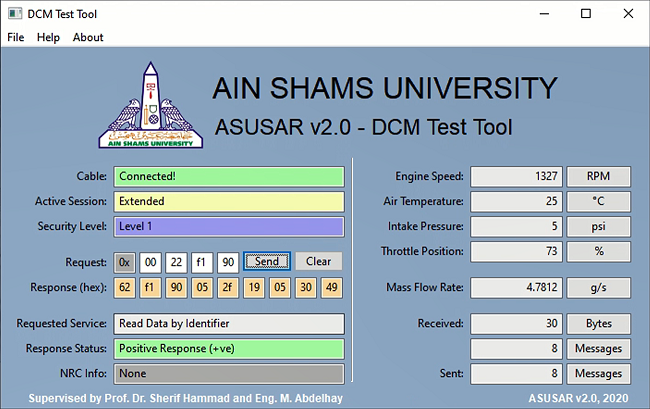 DCM Test Tool
File Help About
AIN SHAMS UNIVERSITY
AIN SHAMS UNIVERSITY
ASUSAR v2.0 - DCM Test Tool
Cable: Connected!
Active Session: Extended
Security Level: Level 1
Request: 0x 00 22 f1 90 Send Clear
Response (hex): 62 f1 90 05 2f 19 05 30 49
Requested Service: Read Data by Identifier
Response Status: Positive Response (+ve)
NRC Info: None
Engine Speed: 1327 RPM
Air Temperature: 25 °C
Intake Pressure: 5 psi
Throttle Position: 73 %
Mass Flow Rate: 4.7812 g/s
Received: 30 Bytes
8 Messages
Sent: 8 Messages
Supervised by Prof. Dr. Sherif Hammad and Eng. M. Abdelhay
ASUSAR v2.0, 2020